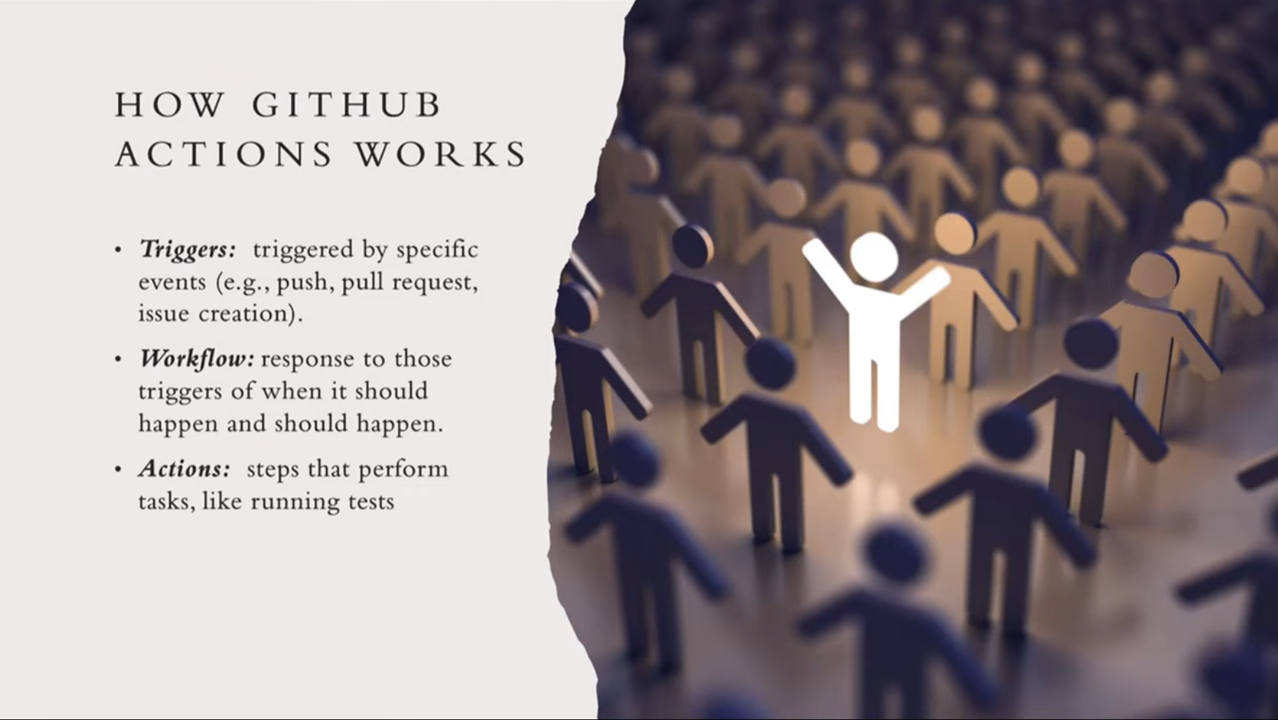 HOW GITHUB
ACTIONS WORKS
• Triggers: triggered by specific
events (e.g., push, pull request,
issue creation).
• Workflow: response to those
triggers of when it should
happen and should happen.
• Actions: steps that perform
tasks, like running tests